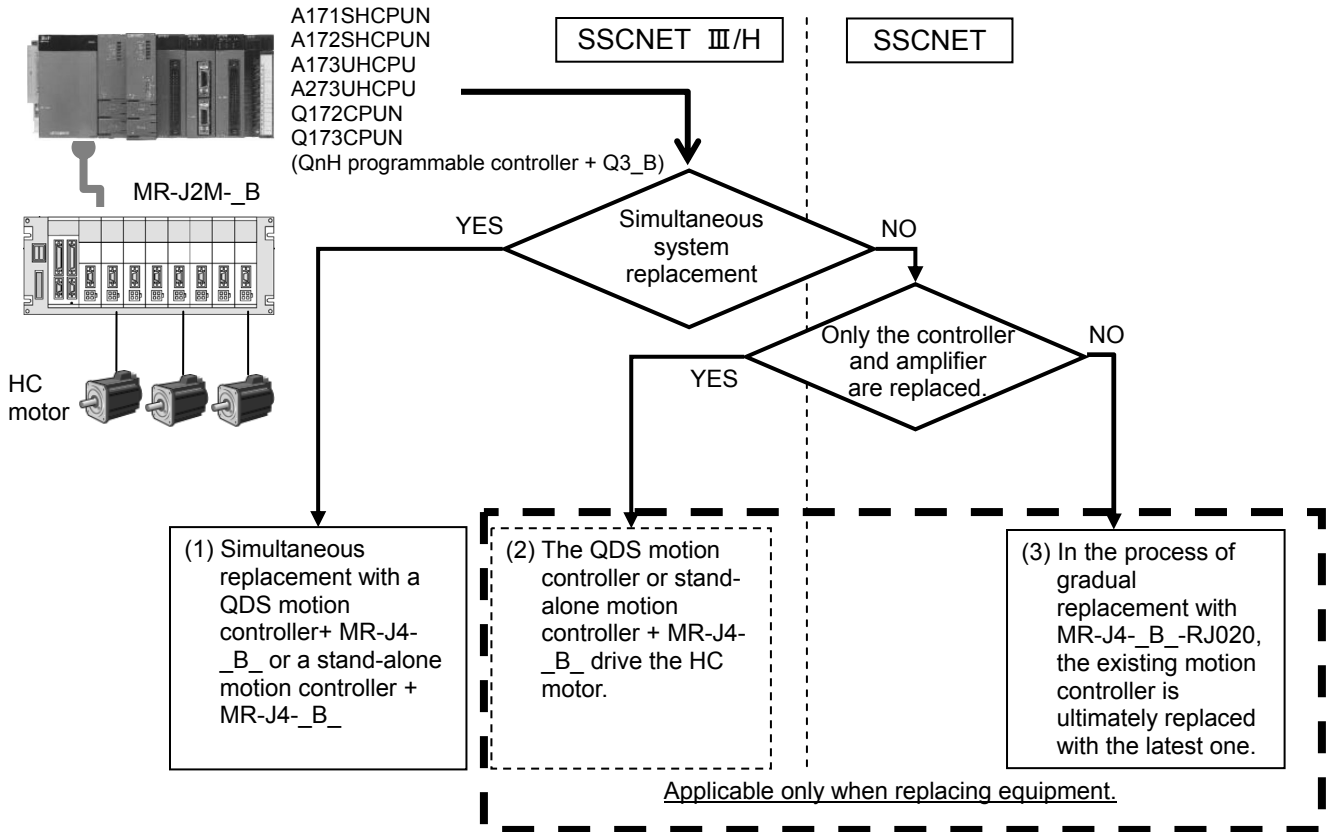 A171SHCPUN
A172SHCPUN
A173UHCPU
A273UHCPU
Q172CPUN
Q173CPUN
(QnH programmable controller + Q3_B)
SSCNET Ⅲ/H
SSCNET
MR-J2M-_B
HC
motor
YES
Simultaneous
system
replacement
NO
Only the controller
and amplifier
are replaced.
YES
NO
(1) Simultaneous
replacement with a
QDS motion
controller+ MR-J4-
_B_ or a stand-alone
motion controller +
MR-J4-_B_
(2) The QDS motion
controller or stand-
alone motion
controller + MR-J4-
_B_ drive the HC
motor.
(3) In the process of
gradual
replacement with
MR-J4-_B_-RJ020,
the existing motion
controller is
ultimately replaced
with the latest one.
Applicable only when replacing equipment.